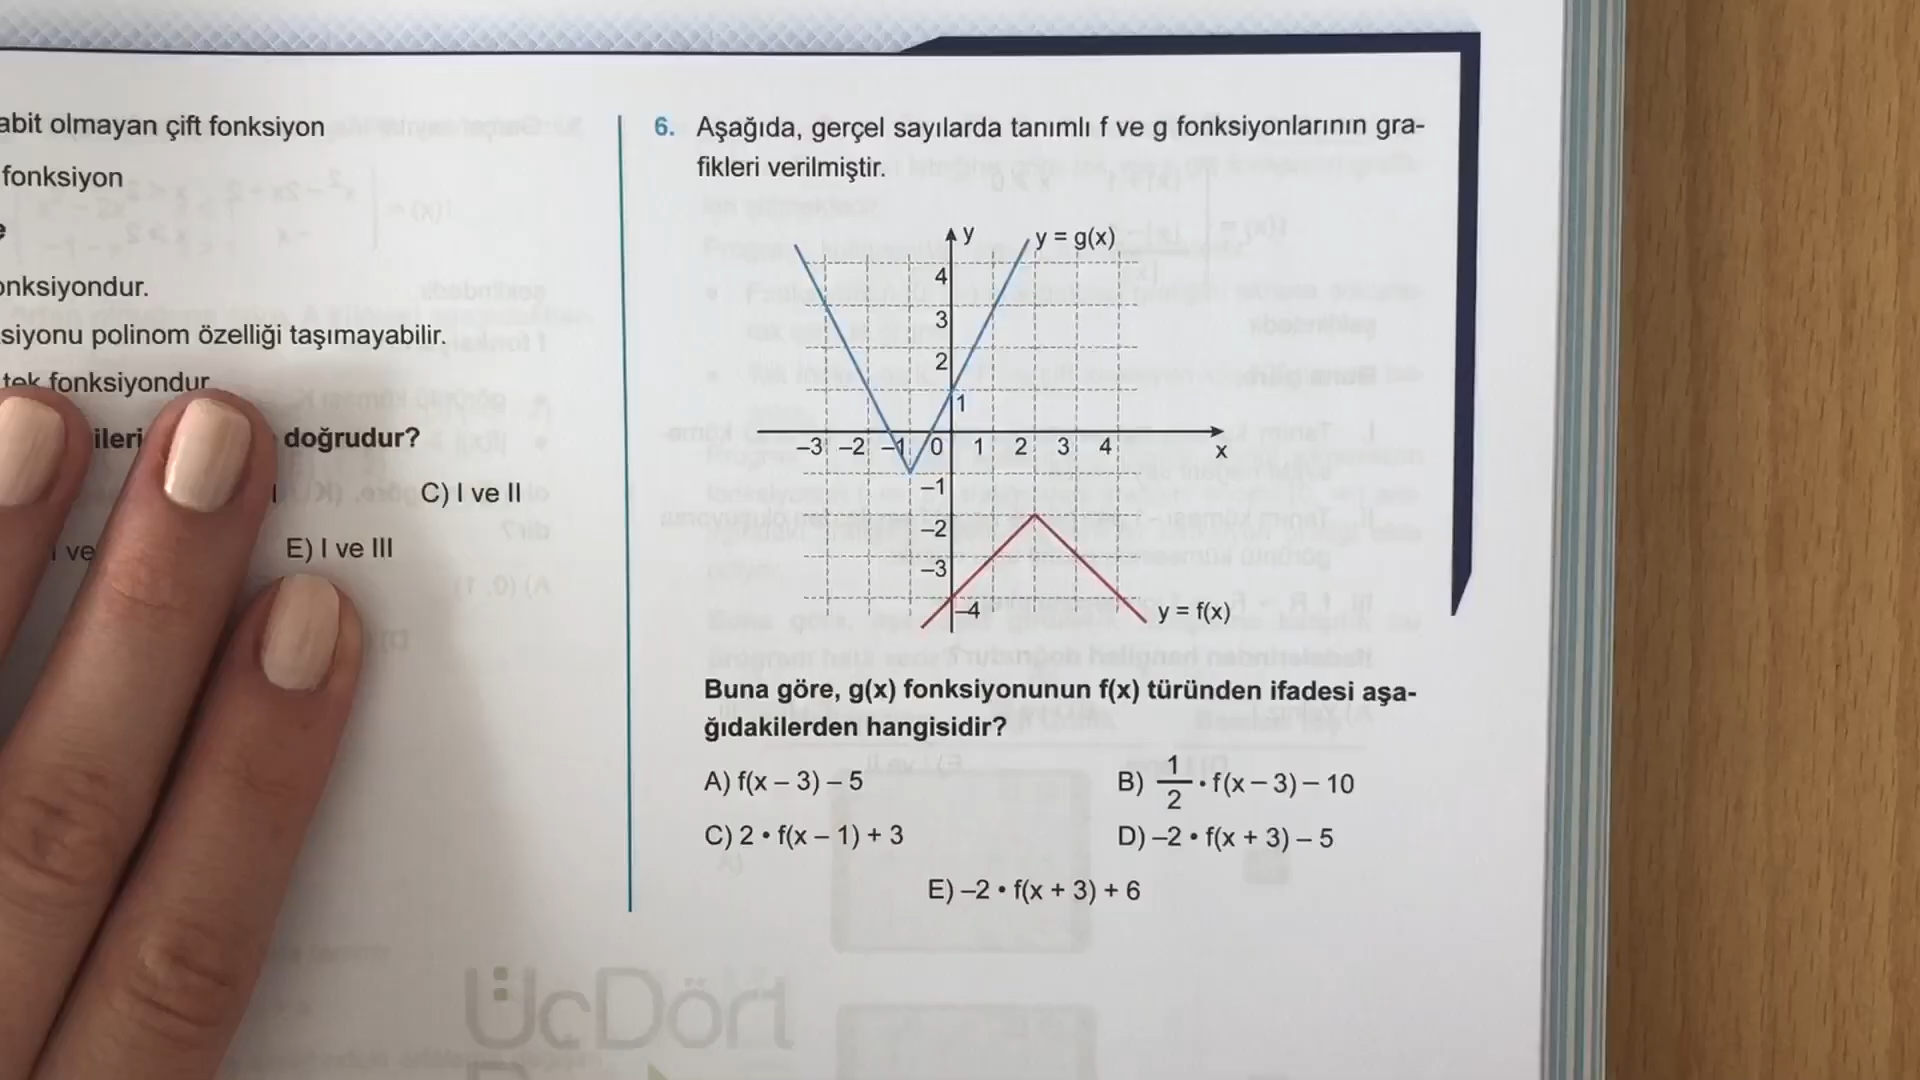 abit olmayan çift fonksiyon
fonksiyon
onksiyondur.
siyonu polinom özelliği taşımayabilir.
tek fonksiyondur
ileri doğrudur?
C) I ve II
ve
E) I ve III
6. Aşağıda, gerçel sayılarda tanımlı f ve g fonksiyonlarının gra-
fikleri verilmiştir.
y y = g(x)
4
3
2
1
–3 –2 –1 0 1 2 3 4 x
–1
–2
–3
–4 y = f(x)
Buna göre, g(x) fonksiyonunun f(x) türünden ifadesi aşa-
ğıdakilerden hangisidir?
A) f(x – 3) – 5 B) 1/2 · f(x – 3) – 10
C) 2 • f(x – 1) + 3 D) –2 • f(x + 3) – 5
E) –2 • f(x + 3) + 6
ÜçDört